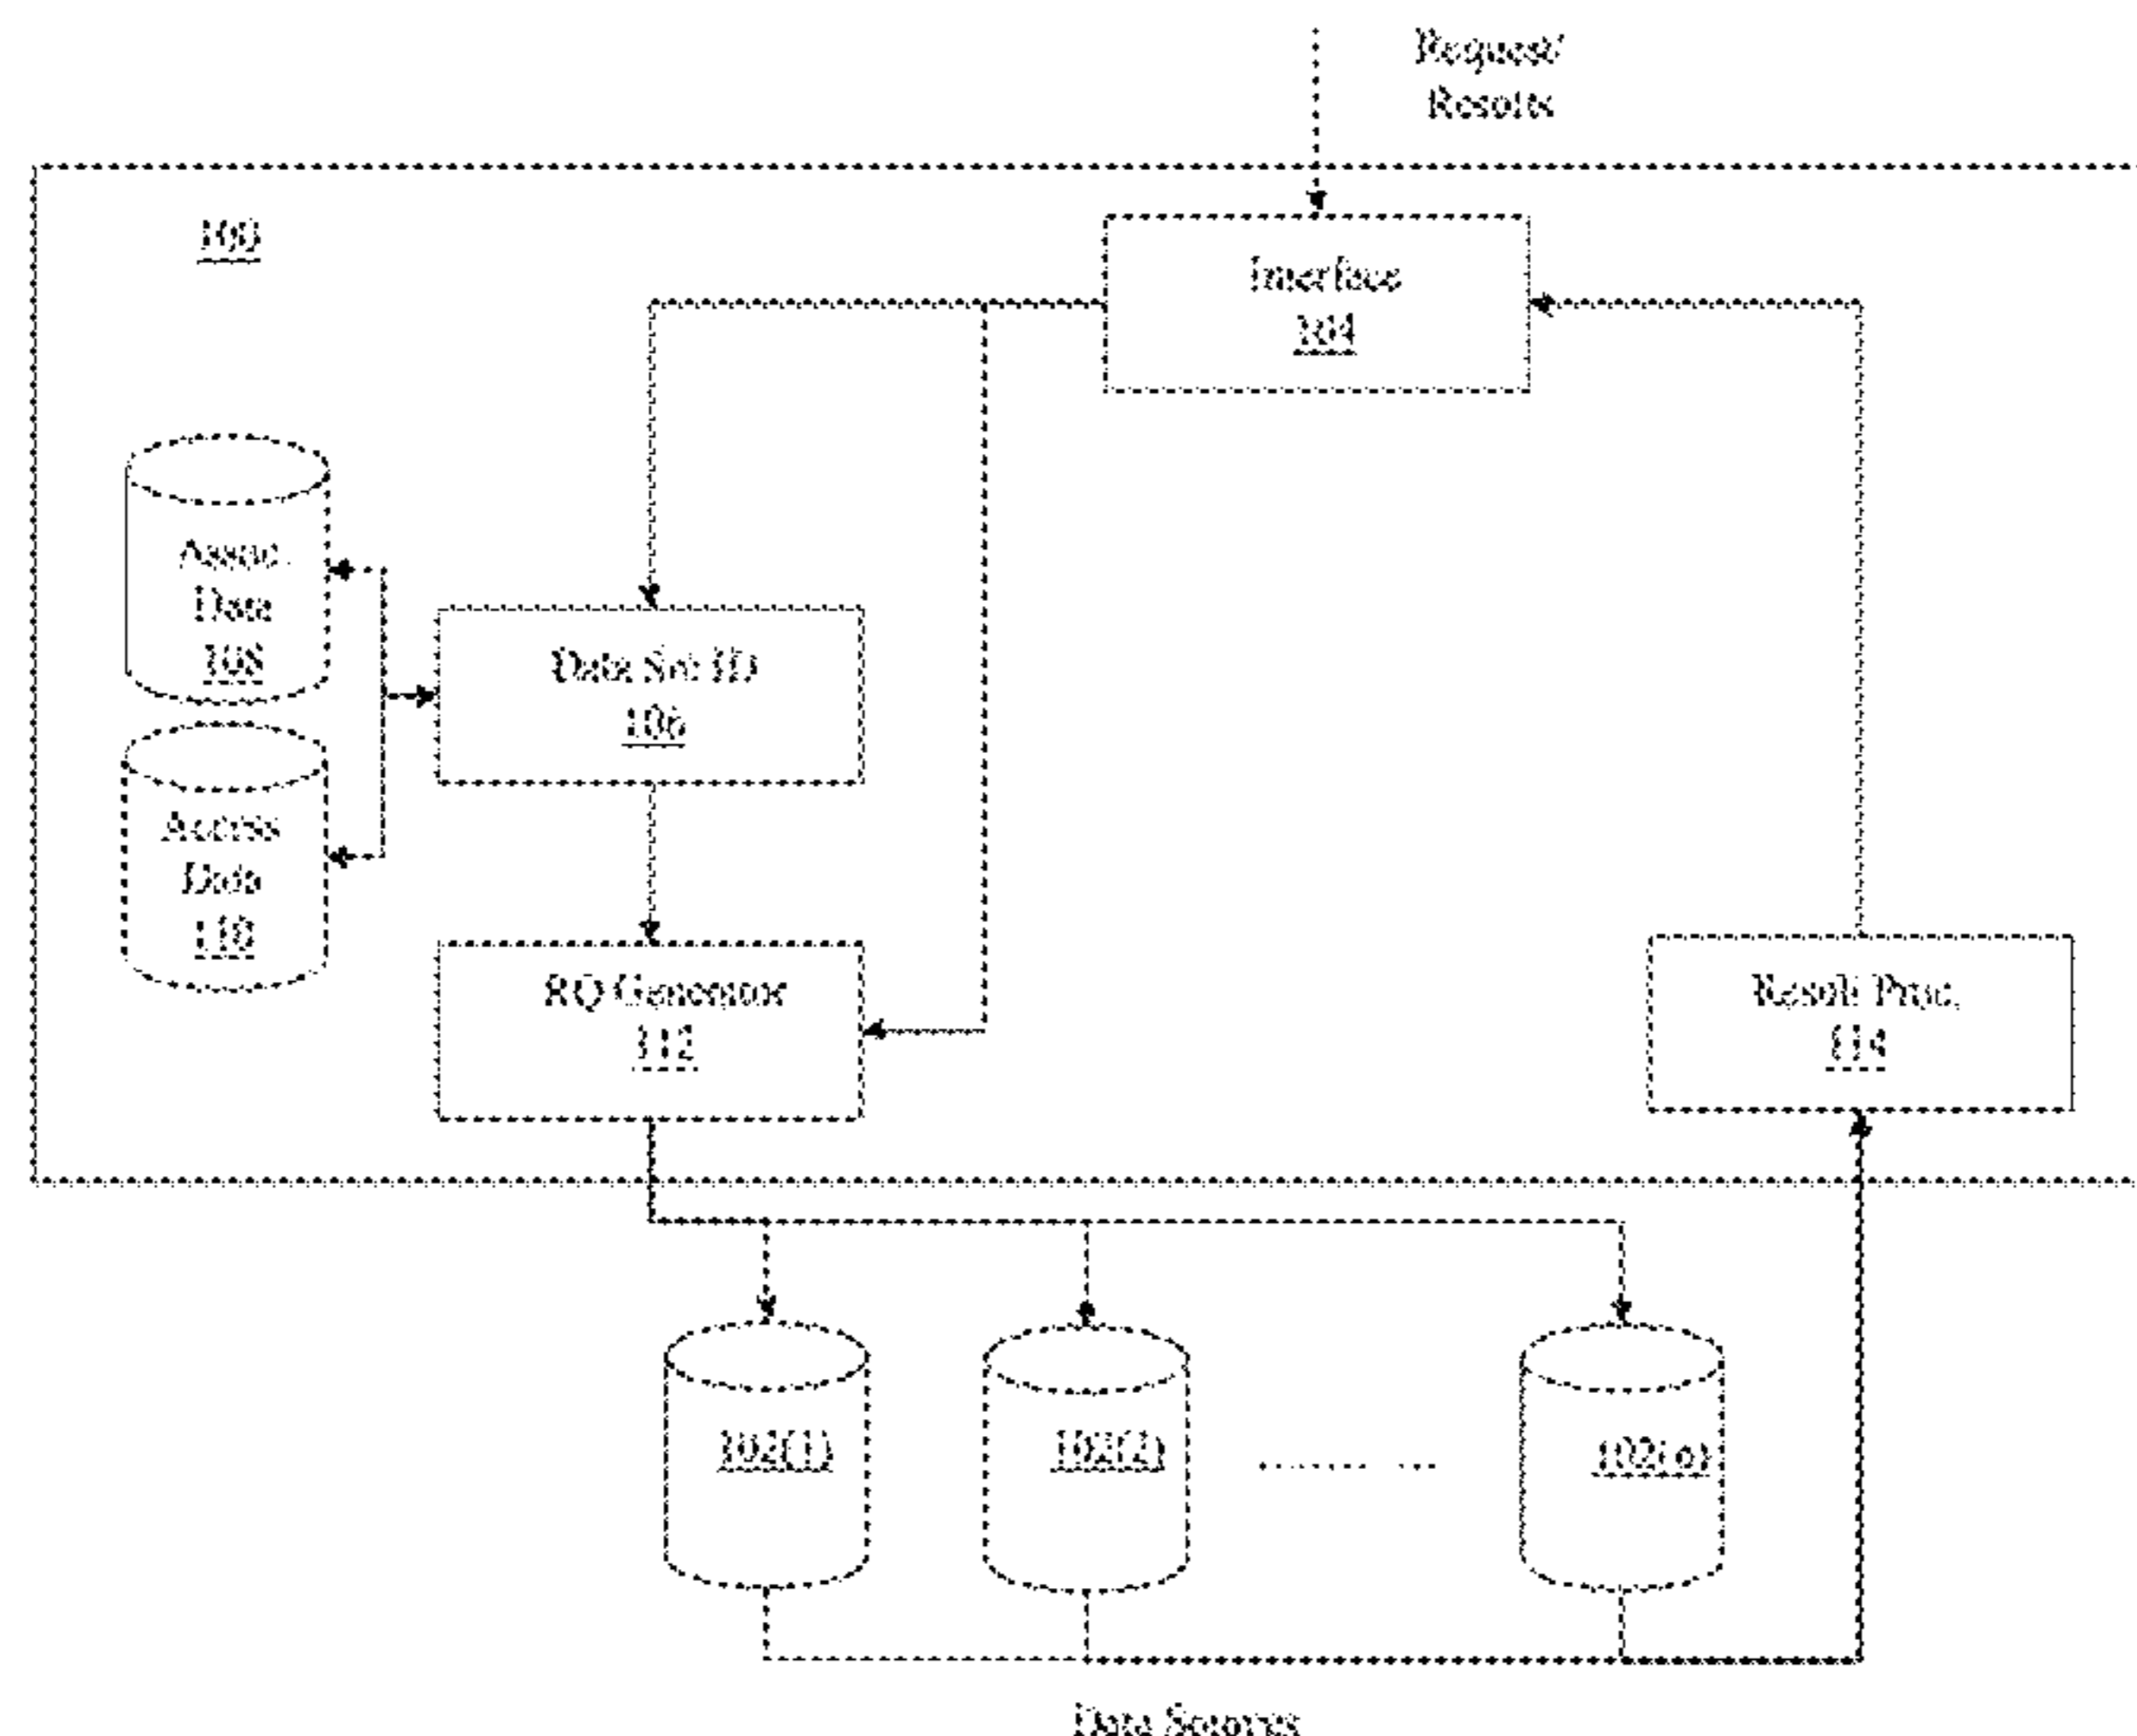 Request/
Results
100
Interface
104
Assoc.
Data
108
Data Set ID
106
Access
Data
110
RQ Generator
112
Result Proc.
114
102(1)
102(2)
102(n)
Data Sources